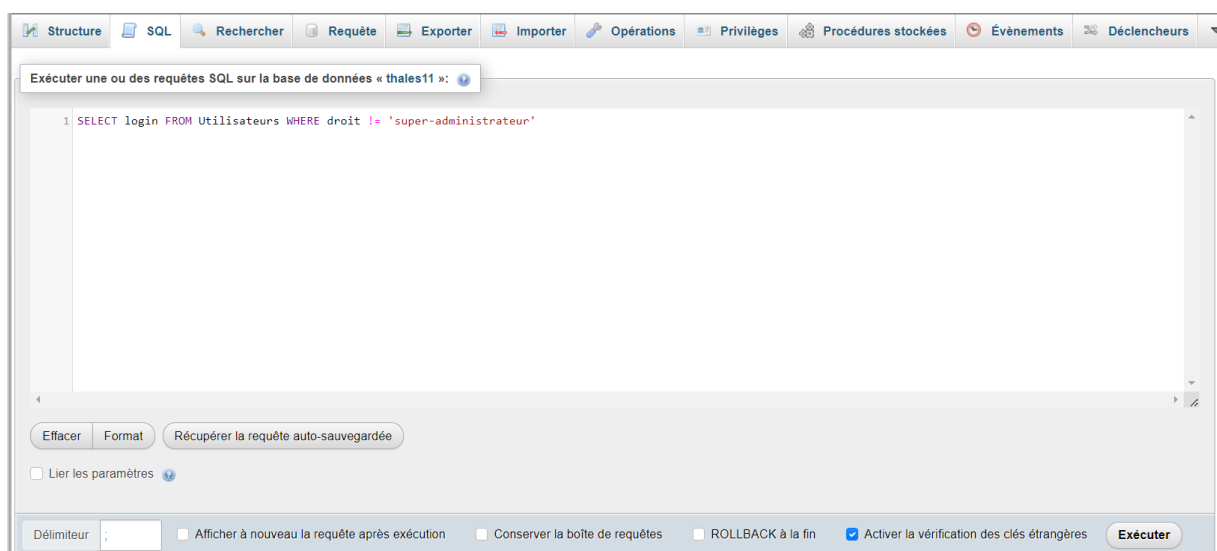 Structure SQL Rechercher Requête Exporter Importer Opérations Privilèges Procédures stockées Évènements Déclencheurs
Exécuter une ou des requêtes SQL sur la base de données « thales11 »:
1 SELECT login FROM Utilisateurs WHERE droit != 'super-administrateur'
Effacer Format Récupérer la requête auto-sauvegardée
Lier les paramètres
Délimiteur ; Afficher à nouveau la requête après exécution Conserver la boîte de requêtes ROLLBACK à la fin Activer la vérification des clés étrangères Exécuter